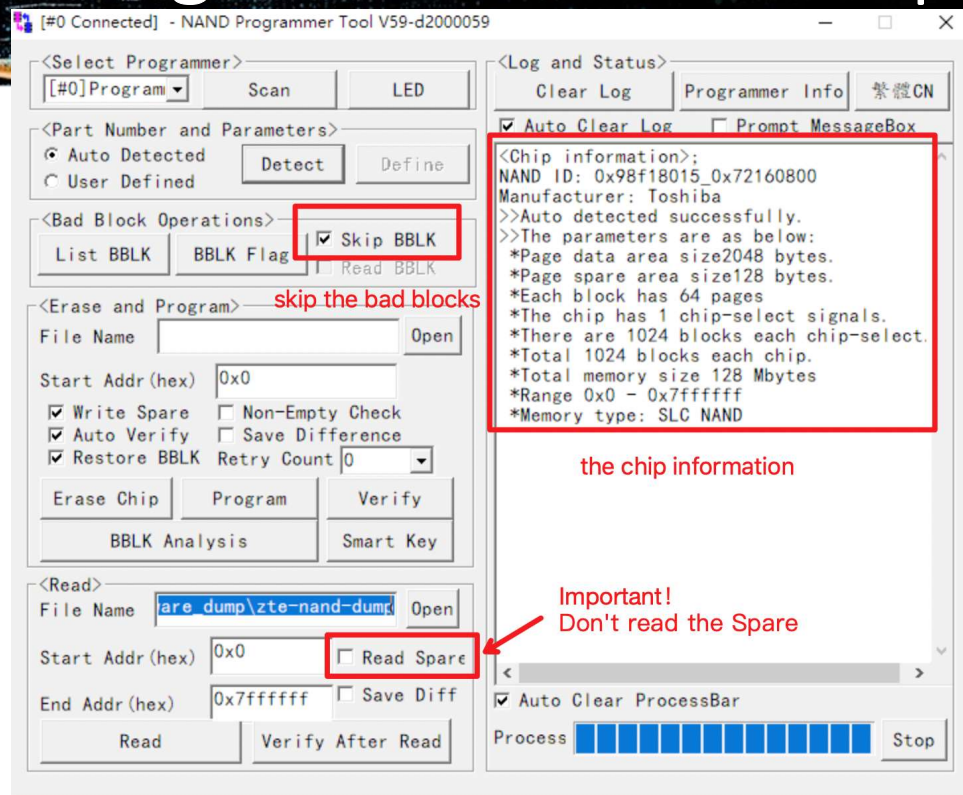 [#0 Connected] - NAND Programmer Tool V59-d2000059
<Select Programmer>
[#0]Program
Scan
LED
<Part Number and Parameters>
Auto Detected
User Defined
Detect
Define
<Bad Block Operations>
List BBLK
BBLK Flag
Skip BBLK
Read BBLK
skip the bad blocks
<Erase and Program>
File Name
Open
Start Addr(hex) 0x0
Write Spare
Non-Empty Check
Auto Verify
Save Difference
Restore BBLK
Retry Count 0
Erase Chip
Program
Verify
BBLK Analysis
Smart Key
<Read>
File Name are_dump\zte-nand-dump
Open
Start Addr(hex) 0x0
Read Spare
End Addr(hex) 0x7ffffff
Save Diff
Read
Verify After Read
<Log and Status>
Clear Log
Programmer Info
繁體CN
Auto Clear Log
Prompt MessageBox
<Chip information>;
NAND ID: 0x98f18015_0x72160800
Manufacturer: Toshiba
>>Auto detected successfully.
>>The parameters are as below:
*Page data area size2048 bytes.
*Page spare area size128 bytes.
*Each block has 64 pages
*The chip has 1 chip-select signals.
*There are 1024 blocks each chip-select.
*Total 1024 blocks each chip.
*Total memory size 128 Mbytes
*Range 0x0 - 0x7ffffff
*Memory type: SLC NAND
the chip information
Important!
Don't read the Spare
Auto Clear ProcessBar
Process
Stop